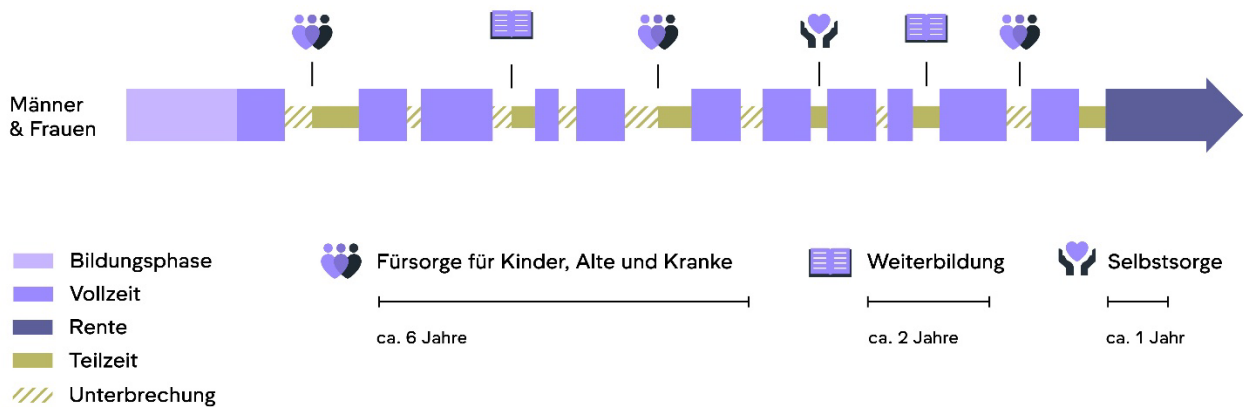 Männer
& Frauen
Bildungsphase
Vollzeit
Rente
Teilzeit
Unterbrechung
Fürsorge für Kinder, Alte und Kranke
ca. 6 Jahre
Weiterbildung
ca. 2 Jahre
Selbstsorge
ca. 1 Jahr